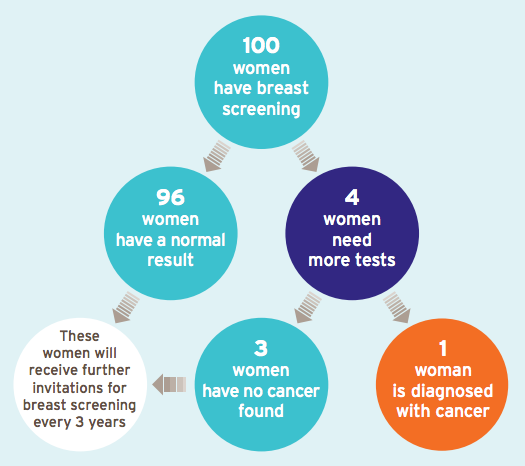 100
women
have breast
screening
96
women
have a normal
result
4
women
need
more tests
These
women will
receive further
invitations for
breast screening
every 3 years
3
women
have no cancer
found
1
woman
is diagnosed
with cancer